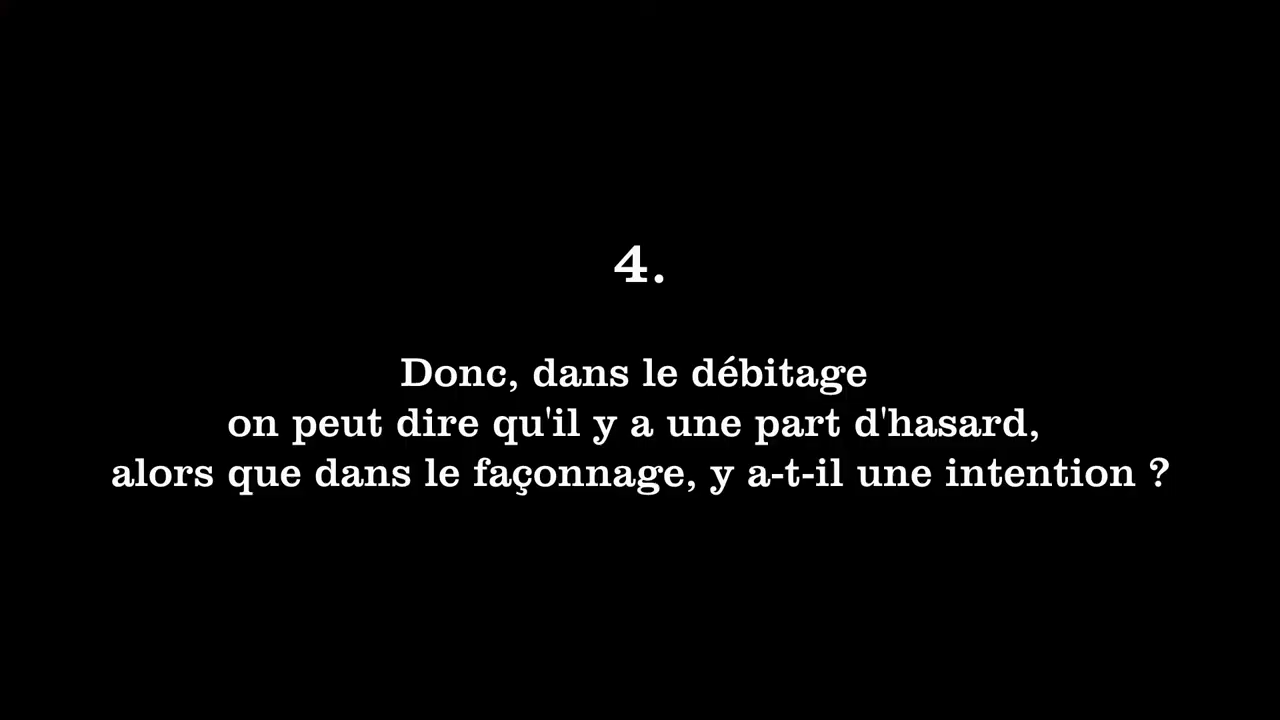 4.
Donc, dans le débitage
on peut dire qu'il y a une part d'hasard,
alors que dans le façonnage, y a-t-il une intention ?